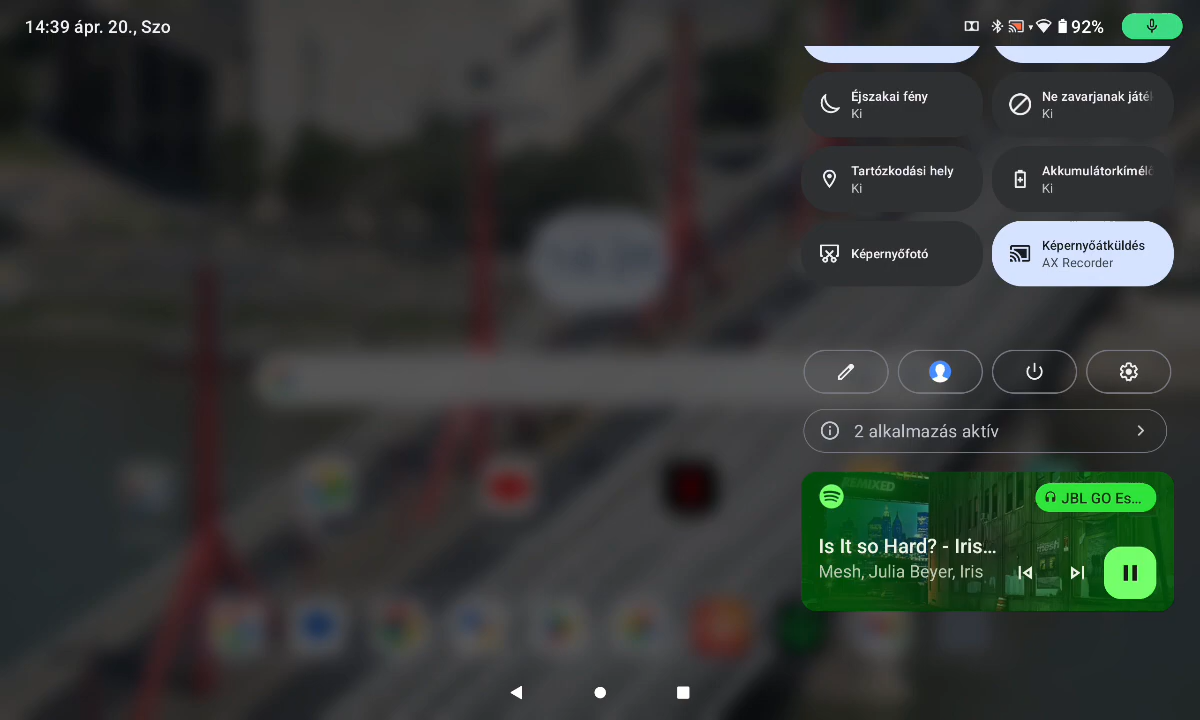 14:39 ápr. 20., Szo
92%
Éjszakai fény
Ki
Ne zavarjanak játé
Ki
Tartózkodási hely
Ki
Akkumulátorkímélő
Ki
Képernyőfotó
Képernyőátküldés
AX Recorder
2 alkalmazás aktív
REMIXED
JBL GO Es...
Is It so Hard? - Iris...
Mesh, Julia Beyer, Iris